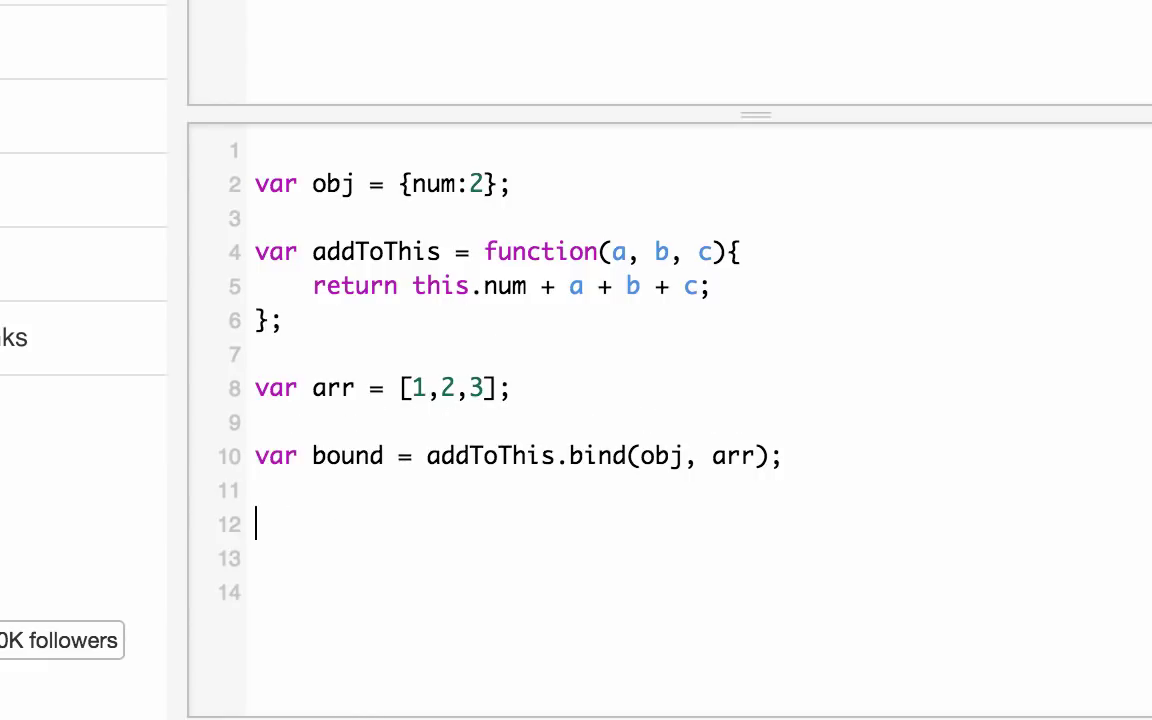 1
2 var obj = {num:2};
3
4 var addToThis = function(a, b, c){
5     return this.num + a + b + c;
6 };
7
8 var arr = [1,2,3];
9
10 var bound = addToThis.bind(obj, arr);
11
12
13
14
ks
0K followers